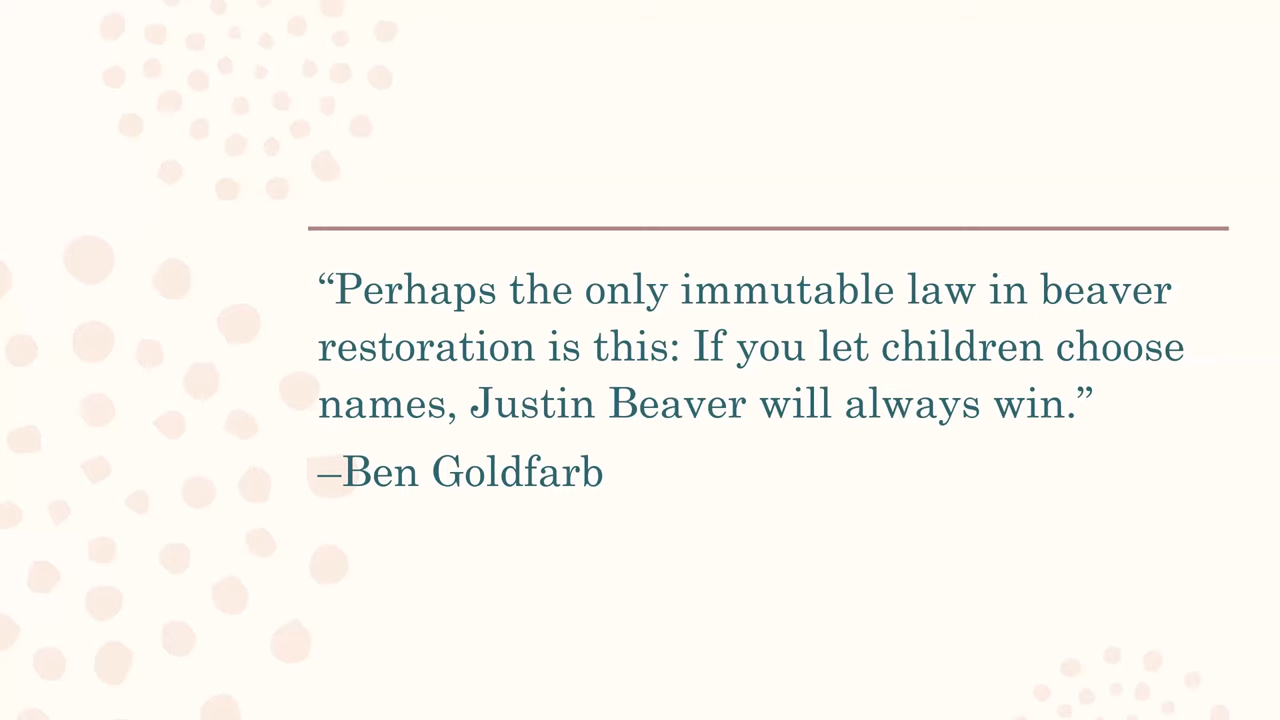 “Perhaps the only immutable law in beaver
restoration is this: If you let children choose
names, Justin Beaver will always win.”
–Ben Goldfarb